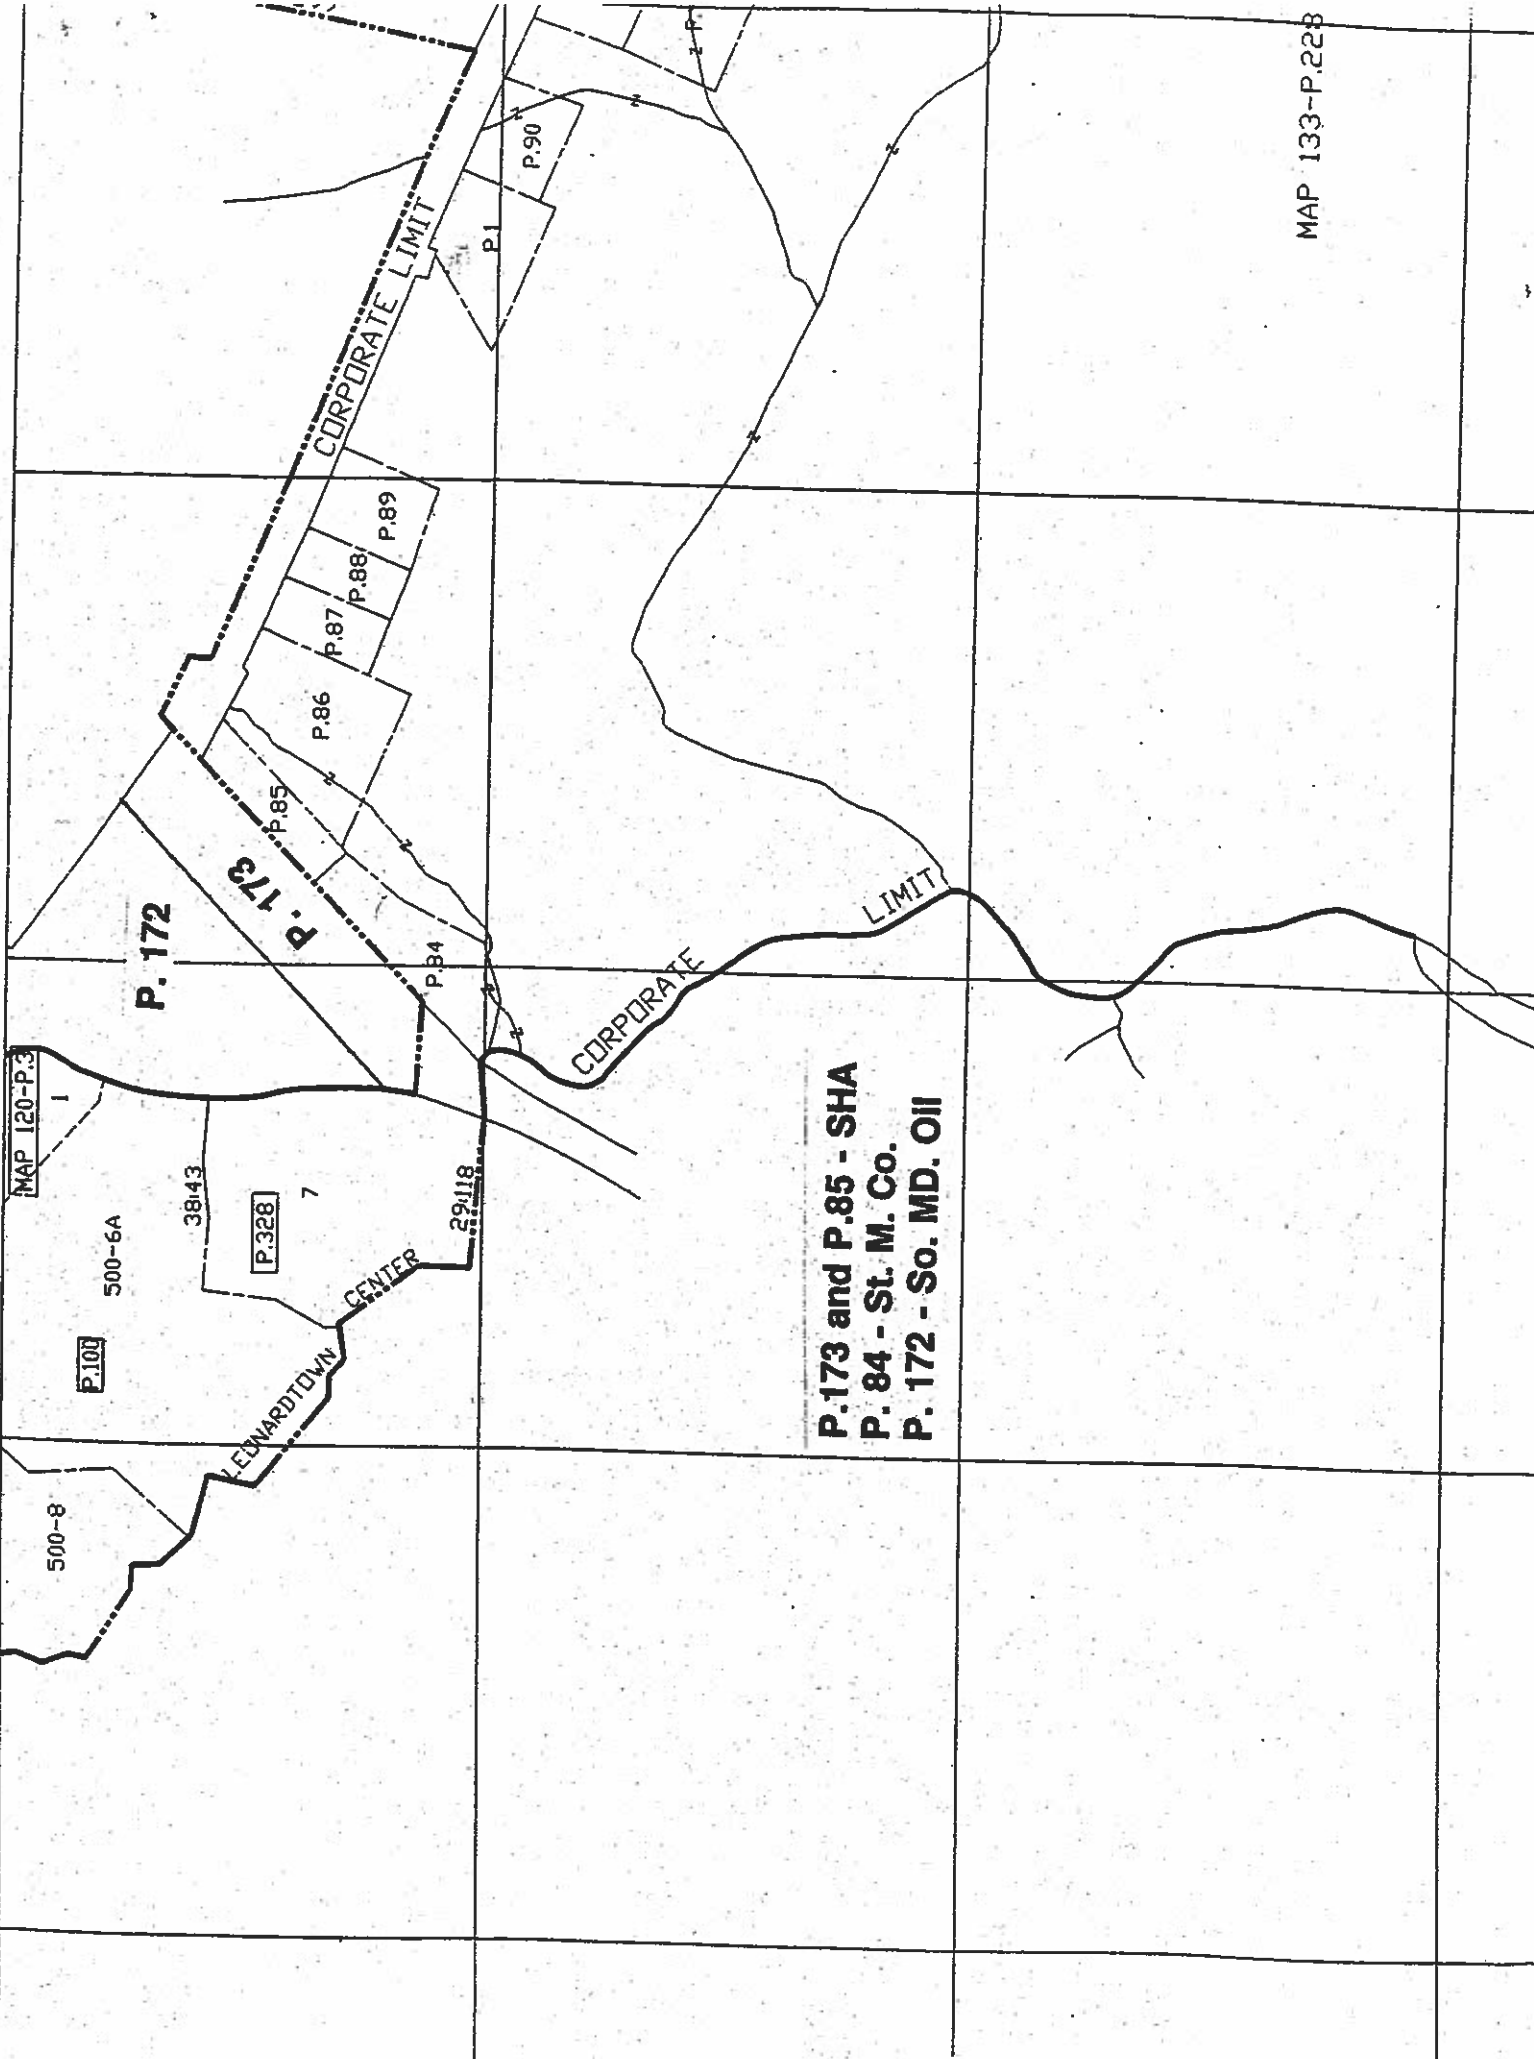 MAP 120-P.3
1
500-6A
P.100
500-8
38:43
P.328
7
29:118
LEONARDTOWN CENTER
P. 172
P. 173
P.84
P.85
P.86
P.87
P.88
P.89
CORPORATE LIMIT
P.1
P.90
P.
CORPORATE LIMIT
P.173 and P.85 - SHA
P. 84 - St. M. Co.
P. 172 - So. MD. Oil
MAP 133-P.228